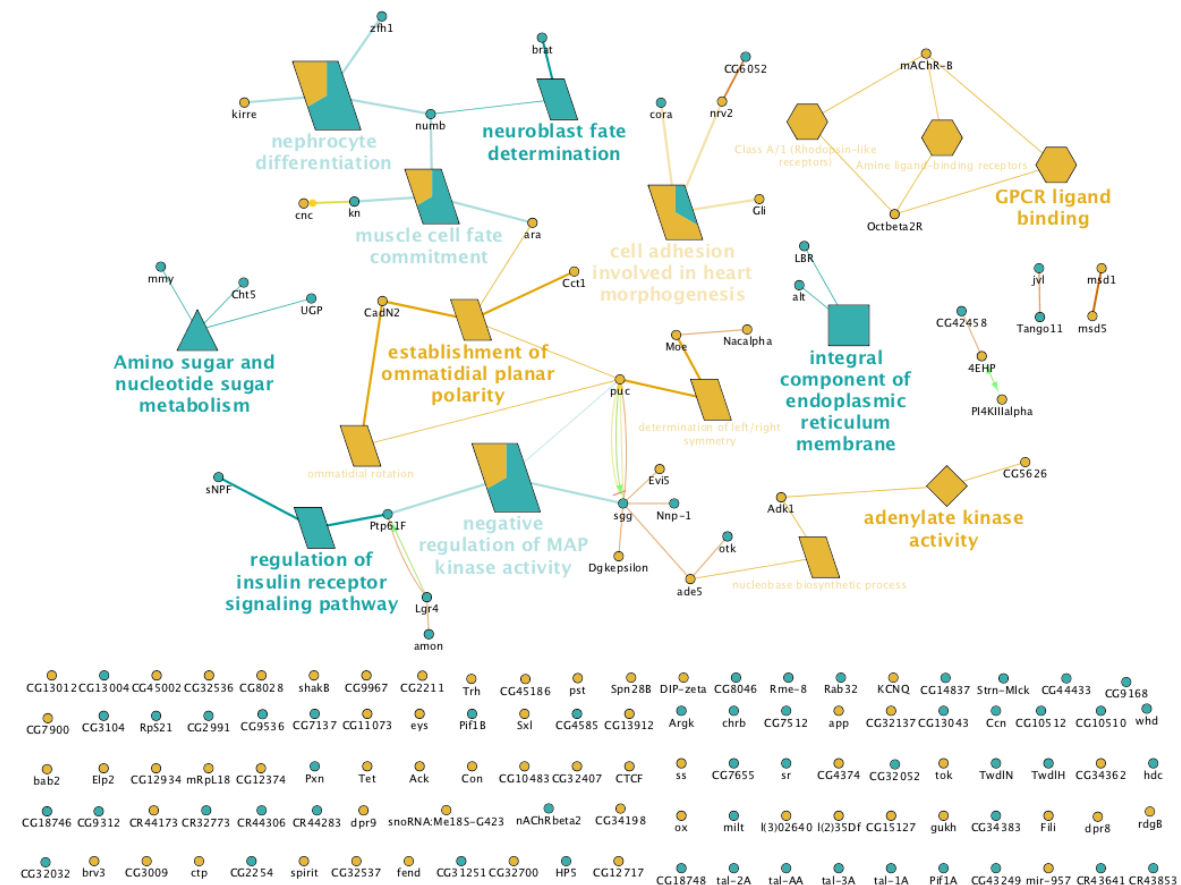 zfh1
brat
CG6052
mAChR-B
kirre
numb
cora
nrv2
nephrocyte
differentiation
neuroblast fate
determination
Class A/1 (Rhodopsin-like
receptors)
Amine ligand-binding receptors
GPCR ligand
binding
cnc
kn
ara
Gli
Octbeta2R
muscle cell fate
commitment
cell adhesion
involved in heart
morphogenesis
LBR
mmy
Cht5
UGP
CadN2
Cct1
alt
jvl
msd1
Tango11
msd5
CG42458
4EHP
PI4KIIIalpha
Amino sugar and
nucleotide sugar
metabolism
establishment of
ommatidial planar
polarity
Moe
Nacalpha
puc
integral
component of
endoplasmic
reticulum
membrane
determination of left/right
symmetry
ommatidial rotation
sNPF
Ptp61F
Evi5
sgg
Nnp-1
CG5626
Adk1
adenylate kinase
activity
negative
regulation of MAP
kinase activity
regulation of
insulin receptor
signaling pathway
Dgkepsilon
otk
ade5
nucleobase biosynthetic process
Lgr4
amon
CG13012 CG13004 CG45002 CG32536 CG8028 shakB CG9967 CG2211 Trh CG45186 pst Spn28B DIP-zeta CG8046 Rme-8 Rab32 KCNQ CG14837 Strn-Mlck CG44433 CG9168
CG7900 CG3104 RpS21 CG2991 CG9536 CG7137 CG11073 eys Pif1B Sxl CG4585 CG13912 Argk chrb CG7512 app CG32137 CG13043 Ccn CG10512 CG10510 whd
bab2 Elp2 CG12934 mRpL18 CG12374 Pxn Tet Ack Con CG10483 CG32407 CTCF ss CG7655 sr CG4374 CG32052 tok TwdlN TwdlH CG34362 hdc
CG18746 CG9312 CR44173 CR32773 CR44306 CR44283 dpr9 snoRNA:Me18S-G423 nAChRbeta2 CG34198 ox milt l(3)02640 l(2)35Df CG15127 gukh CG34383 Fili dpr8 rdgB
CG32032 brv3 CG3009 ctp CG2254 spirit CG32537 fend CG31251 CG32700 HP5 CG12717 CG18748 tal-2A tal-AA tal-3A tal-1A Pif1A CG43249 mir-957 CR43641 CR43853